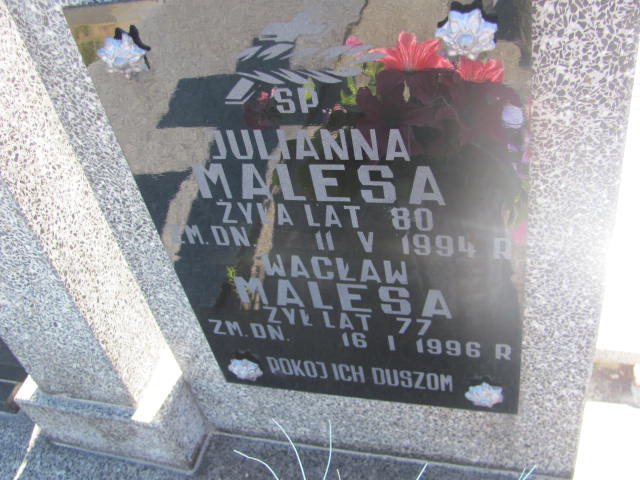 ŚP
JULIANNA
MALESA
ŻYŁA LAT 80
ZM. DN. 11 V 1994 R
WACŁAW
MALESA
ŻYŁ LAT 77
ZM. DN. 16 I 1996 R
POKOJ ICH DUSZOM